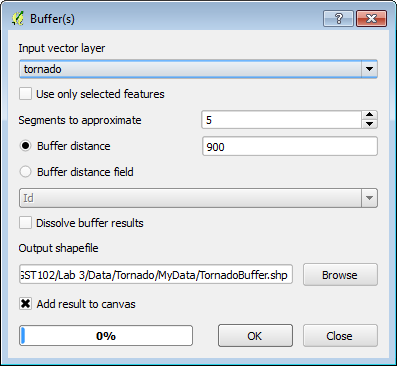 Buffer(s)
?
Input vector layer
tornado
Use only selected features
Segments to approximate
5
Buffer distance
900
Buffer distance field
Id
Dissolve buffer results
Output shapefile
GST102/Lab 3/Data/Tornado/MyData/TornadoBuffer.shp
Browse
Add result to canvas
0%
OK
Close